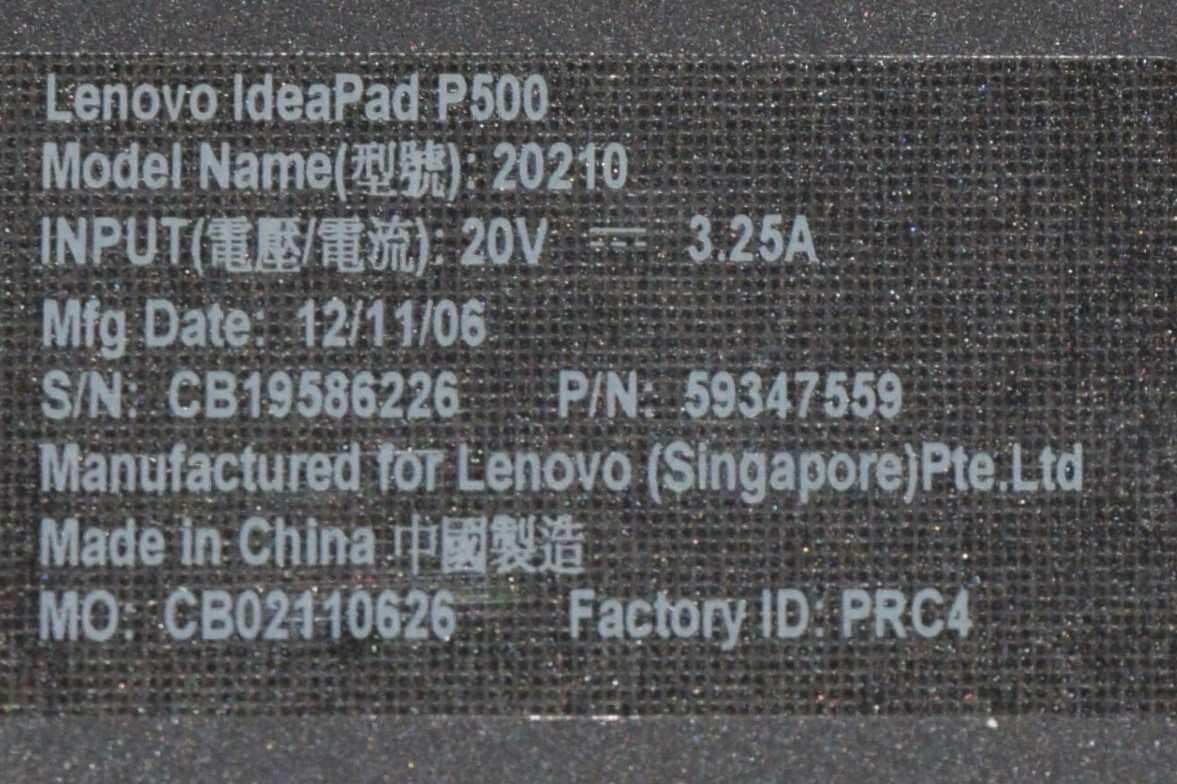 Lenovo IdeaPad P500
Model Name(型號): 20210
INPUT(電壓/電流): 20V ⎓ 3.25A
Mfg Date: 12/11/06
S/N: CB19586226 P/N: 59347559
Manufactured for Lenovo (Singapore)Pte.Ltd
Made in China 中國製造
MO: CB02110626 Factory ID: PRC4